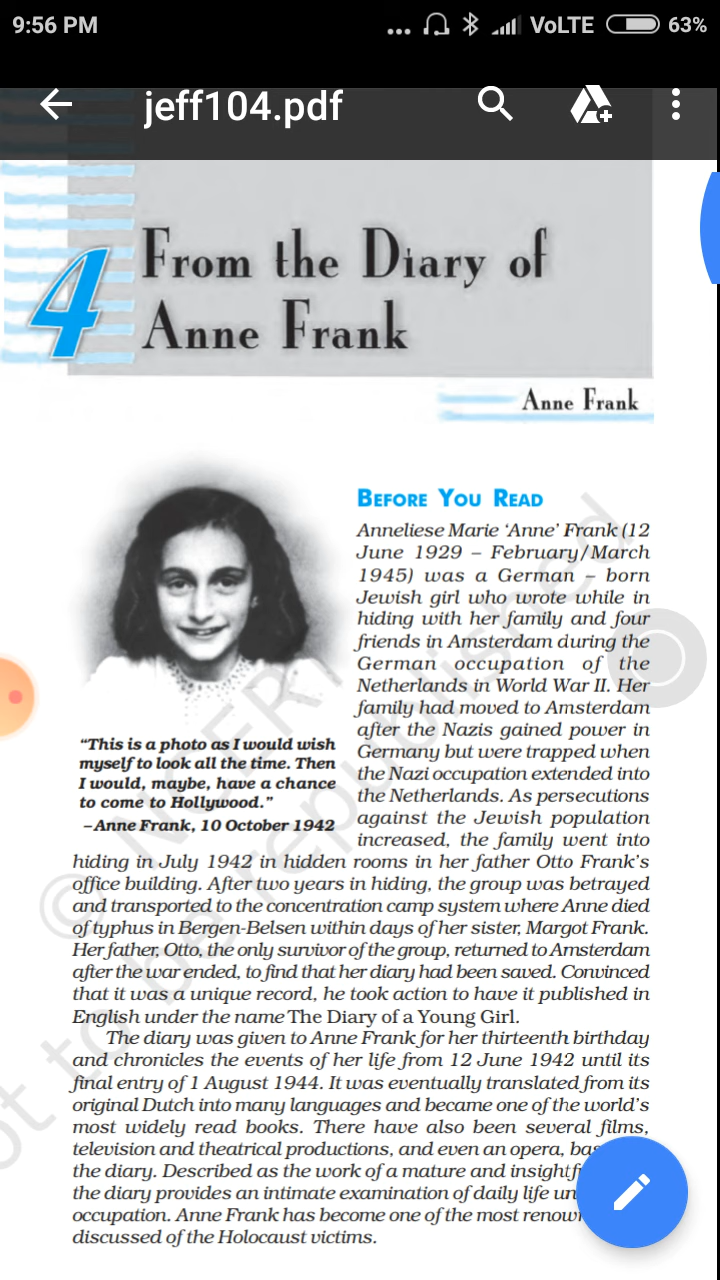 9:56 PM
... VoLTE 63%
jeff104.pdf
4
From the Diary of
Anne Frank
Anne Frank
BEFORE YOU READ
Anneliese Marie ‘Anne’ Frank (12
June 1929 – February/March
1945) was a German – born
Jewish girl who wrote while in
hiding with her family and four
friends in Amsterdam during the
German occupation of the
Netherlands in World War II. Her
family had moved to Amsterdam
after the Nazis gained power in
Germany but were trapped when
the Nazi occupation extended into
the Netherlands. As persecutions
against the Jewish population
increased, the family went into
“This is a photo as I would wish
myself to look all the time. Then
I would, maybe, have a chance
to come to Hollywood.”
–Anne Frank, 10 October 1942
hiding in July 1942 in hidden rooms in her father Otto Frank’s
office building. After two years in hiding, the group was betrayed
and transported to the concentration camp system where Anne died
of typhus in Bergen-Belsen within days of her sister, Margot Frank.
Her father, Otto, the only survivor of the group, returned to Amsterdam
after the war ended, to find that her diary had been saved. Convinced
that it was a unique record, he took action to have it published in
English under the name The Diary of a Young Girl.
The diary was given to Anne Frank for her thirteenth birthday
and chronicles the events of her life from 12 June 1942 until its
final entry of 1 August 1944. It was eventually translated from its
original Dutch into many languages and became one of the world’s
most widely read books. There have also been several films,
television and theatrical productions, and even an opera,
the diary. Described as the work of a mature and
the diary provides an intimate examination of daily life
occupation. Anne Frank has become one of the most
discussed of the Holocaust victims.
© NCERT
be republished